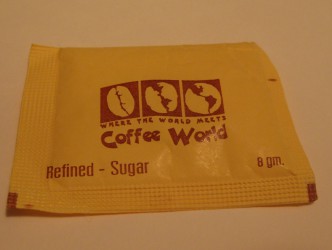 WHERE THE WORLD MEETS
Coffee World
Refined - Sugar 8 gm.